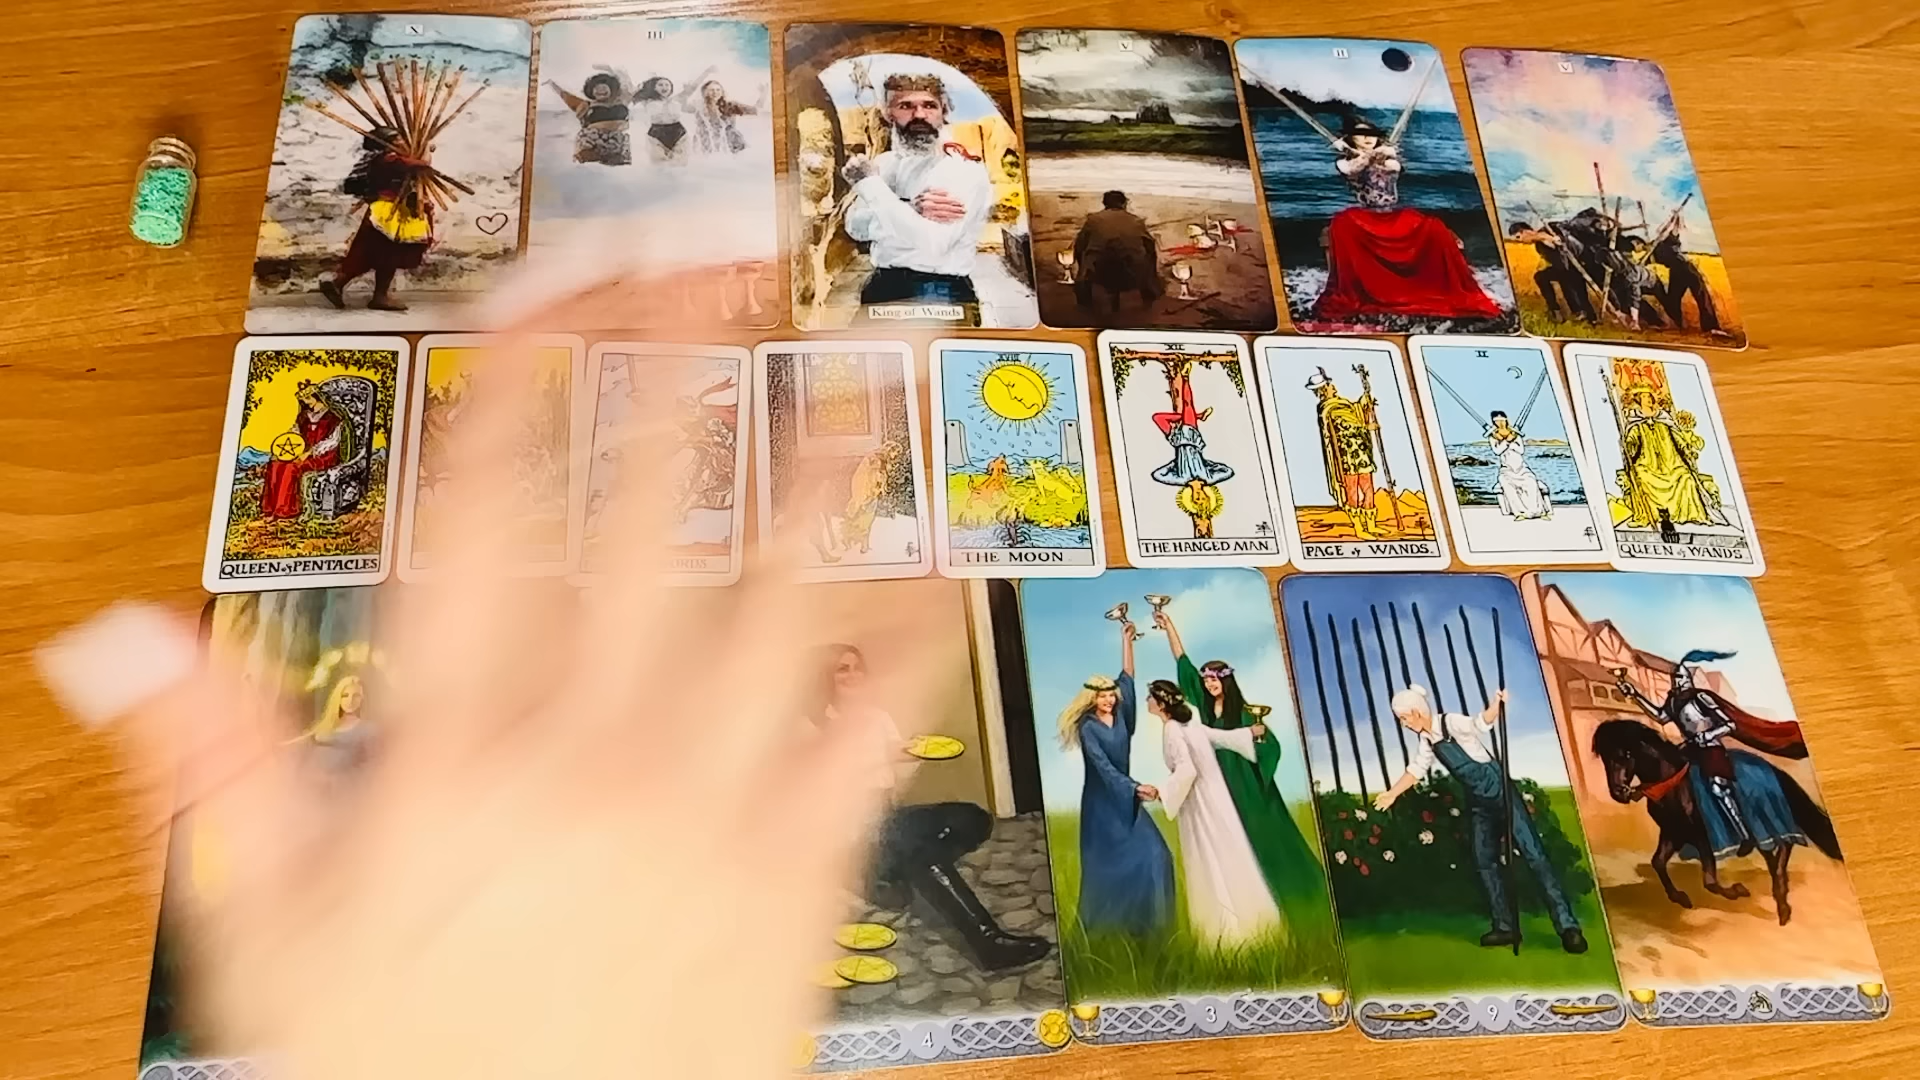 X
III
V
II
V
King of Wands
XVIII
XII
II
QUEEN of PENTACLES
THE MOON
THE HANGED MAN.
PAGE of WANDS.
QUEEN of WANDS
4
3
9